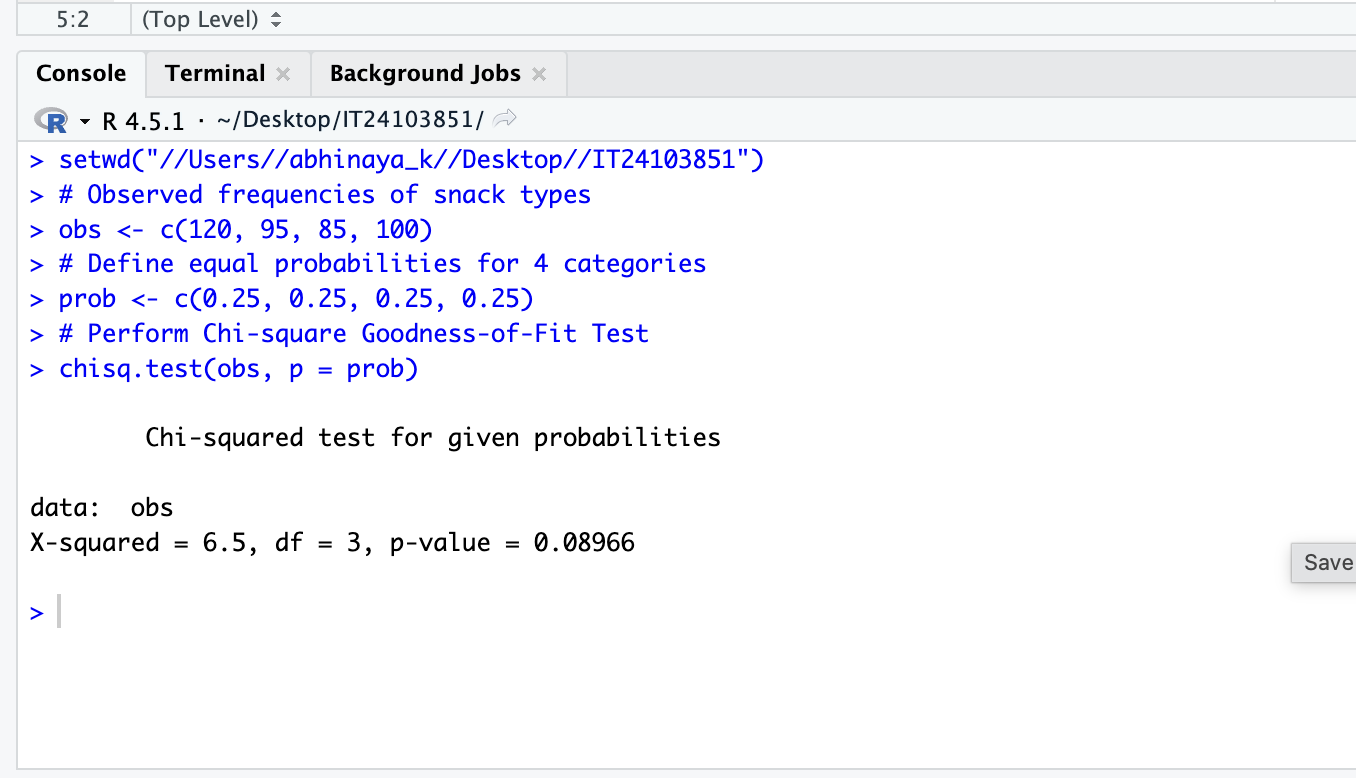 5:2 (Top Level)
Console Terminal Background Jobs
R R 4.5.1 · ~/Desktop/IT24103851/
> setwd("//Users//abhinaya_k//Desktop//IT24103851")
> # Observed frequencies of snack types
> obs <- c(120, 95, 85, 100)
> # Define equal probabilities for 4 categories
> prob <- c(0.25, 0.25, 0.25, 0.25)
> # Perform Chi-square Goodness-of-Fit Test
> chisq.test(obs, p = prob)
Chi-squared test for given probabilities
data:  obs
X-squared = 6.5, df = 3, p-value = 0.08966
Save
>